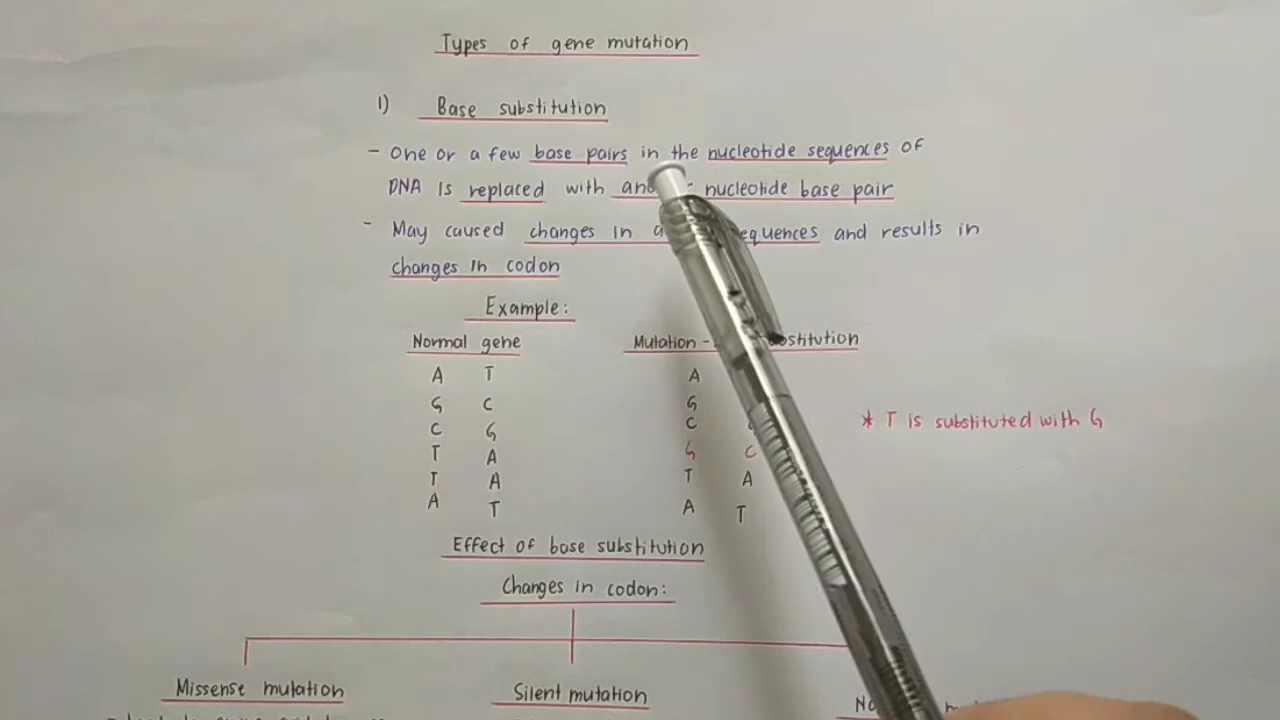 Types of gene mutation
1) Base substitution
- One or a few base pairs in the nucleotide sequences of
DNA is replaced with nucleotide base pair
- May caused changes in and results in
changes in codon
Example:
Normal gene Mutation -
A T A
G C G
C G C
T A G C
T A T A
A T A T
* T is substituted with G
Effect of base substitution
Changes in codon:
Missense mutation Silent mutation